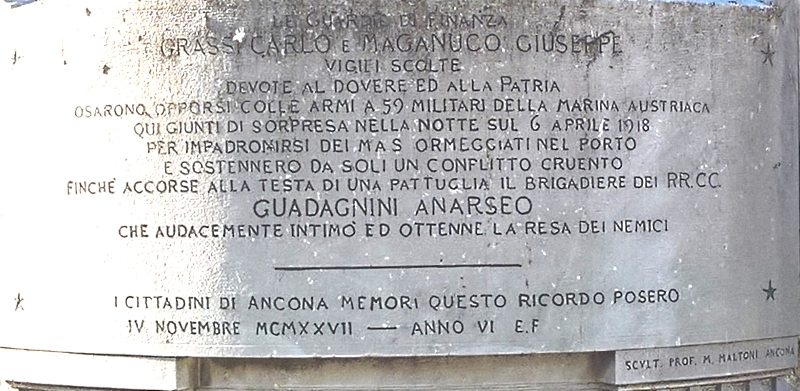 LE GUARDIE DI FINANZA
GRASSI CARLO E MAGANUCO GIUSEPPE
VIGILI SCOLTE
DEVOTE AL DOVERE ED ALLA PATRIA
OSARONO OPPORSI COLLE ARMI A 59 MILITARI DELLA MARINA AUSTRIACA
QUI GIUNTI DI SORPRESA NELLA NOTTE SUL 6 APRILE 1918
PER IMPADRONIRSI DEI MAS ORMEGGIATI NEL PORTO
E SOSTENNERO DA SOLI UN CONFLITTO CRUENTO
FINCHÈ ACCORSE ALLA TESTA DI UNA PATTUGLIA IL BRIGADIERE DEI RR.CC.
GUADAGNINI ANARSEO
CHE AUDACEMENTE INTIMÒ ED OTTENNE LA RESA DEI NEMICI
I CITTADINI DI ANCONA MEMORI QUESTO RICORDO POSERO
IV NOVEMBRE MCMXXVII — ANNO VI E.F
SCVLT. PROF. M. MALTONI ANCONA